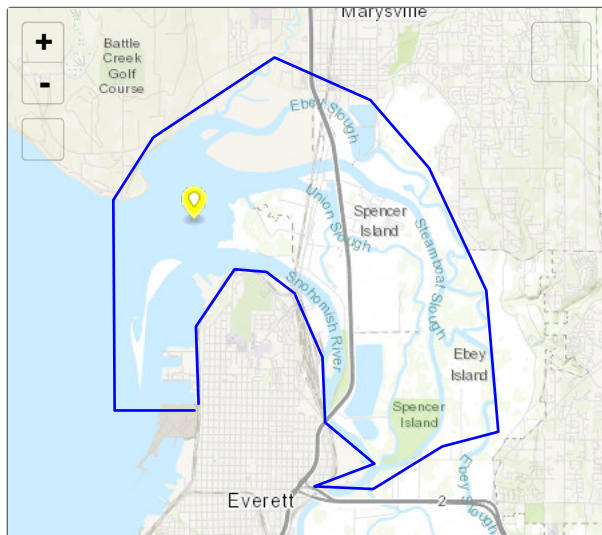 Marysville
+
-
Battle
Creek
Golf
Course
Ebey Slough
Union Slough
Spencer
Island
Steamboat Slough
Snohomish River
Ebey
Island
Spencer
Island
Everett
2
Ebey Slough